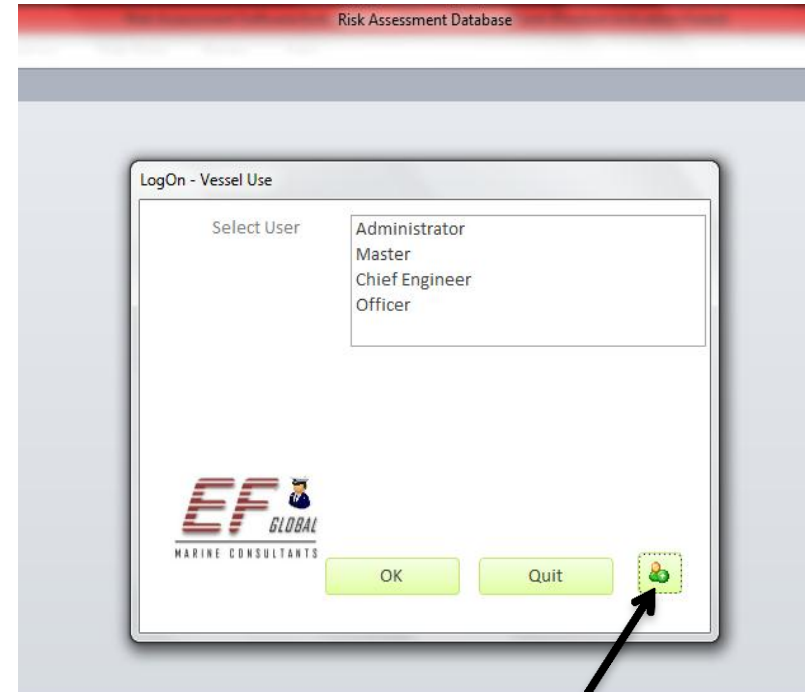 Risk Assessment Database
LogOn - Vessel Use
Select User
Administrator
Master
Chief Engineer
Officer
EF
GLOBAL
MARINE CONSULTANTS
OK
Quit